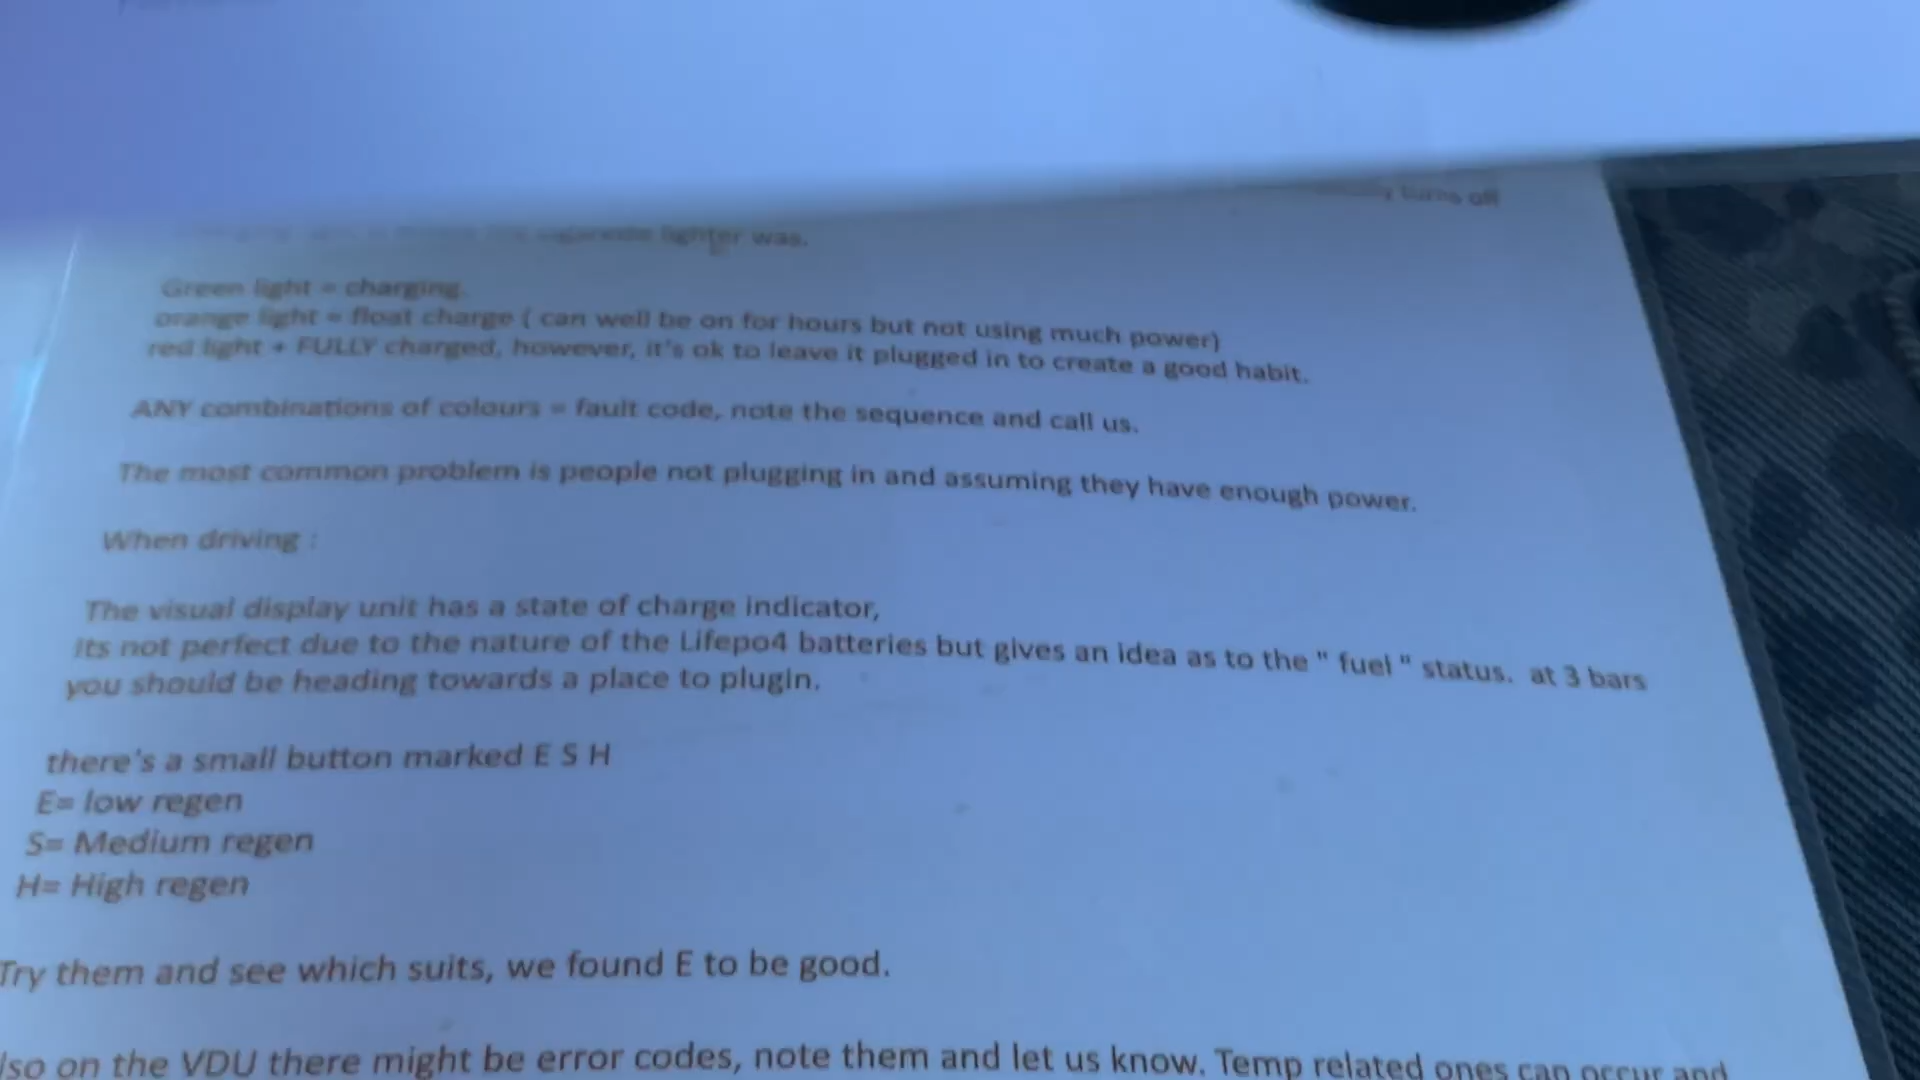 turns off
lighter was.
Green light = charging.
orange light = float charge ( can well be on for hours but not using much power)
red light + FULLY charged, however, it's ok to leave it plugged in to create a good habit.
ANY combinations of colours = fault code, note the sequence and call us.
The most common problem is people not plugging in and assuming they have enough power.
When driving :
The visual display unit has a state of charge indicator,
Its not perfect due to the nature of the Lifepo4 batteries but gives an idea as to the " fuel " status. at 3 bars
you should be heading towards a place to plugin.
there's a small button marked E S H
E= low regen
S= Medium regen
H= High regen
Try them and see which suits, we found E to be good.
lso on the VDU there might be error codes, note them and let us know. Temp related ones can occur and